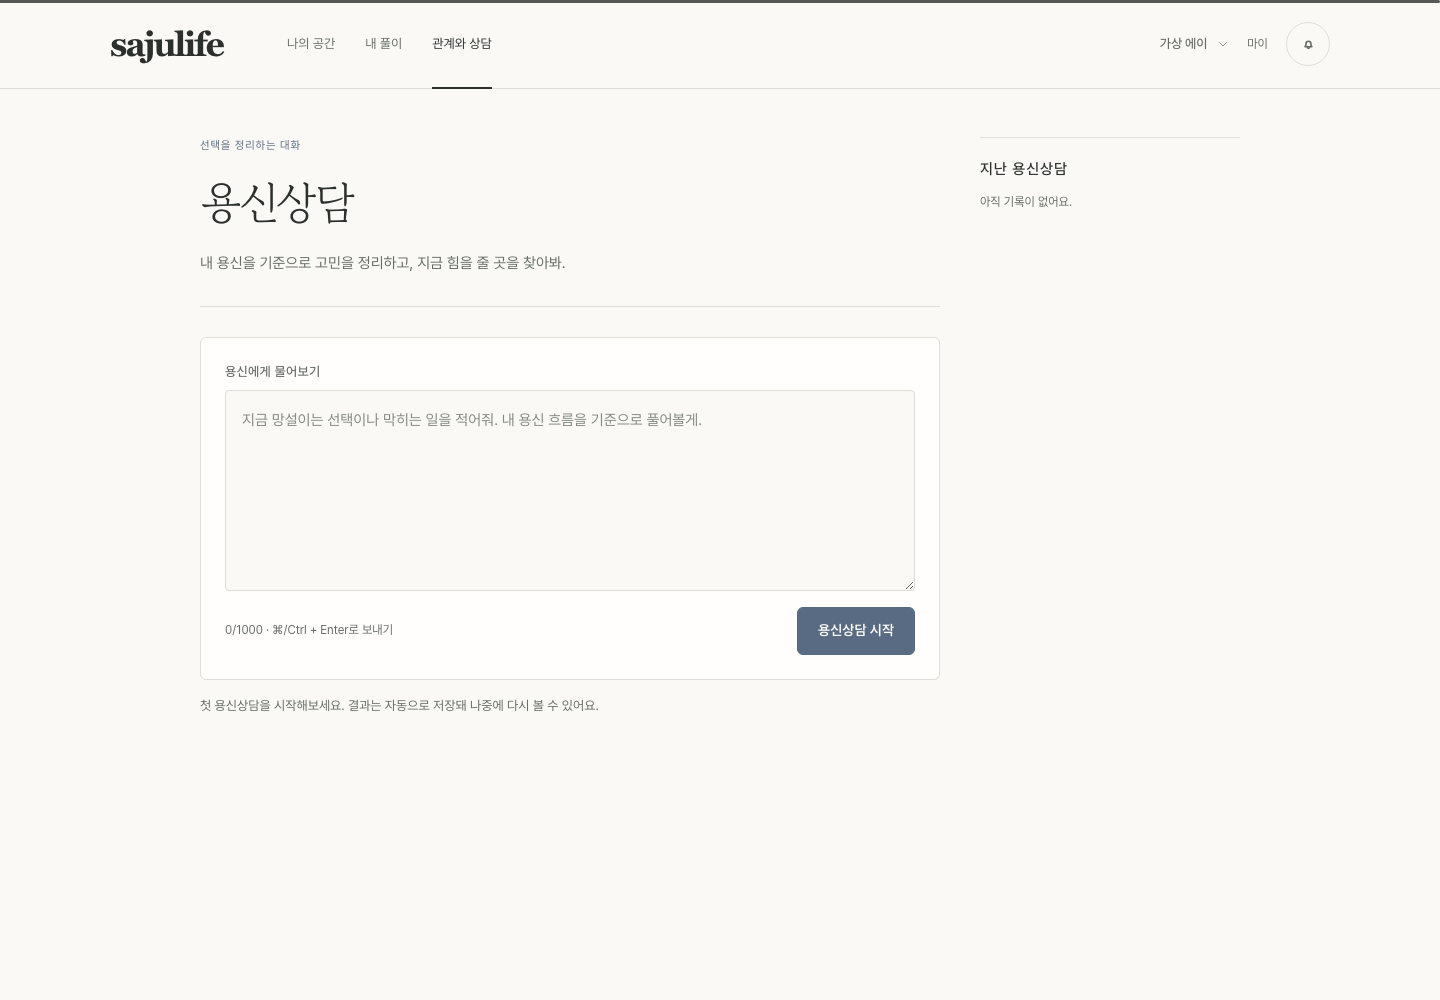 sajulife
나의 공간
내 풀이
관계와 상담
가상 에이
마이
선택을 정리하는 대화
용신상담
내 용신을 기준으로 고민을 정리하고, 지금 힘을 줄 곳을 찾아봐.
용신에게 물어보기
지금 망설이는 선택이나 막히는 일을 적어줘. 내 용신 흐름을 기준으로 풀어볼게.
0/1000 · ⌘/Ctrl + Enter로 보내기
용신상담 시작
첫 용신상담을 시작해보세요. 결과는 자동으로 저장돼 나중에 다시 볼 수 있어요.
지난 용신상담
아직 기록이 없어요.